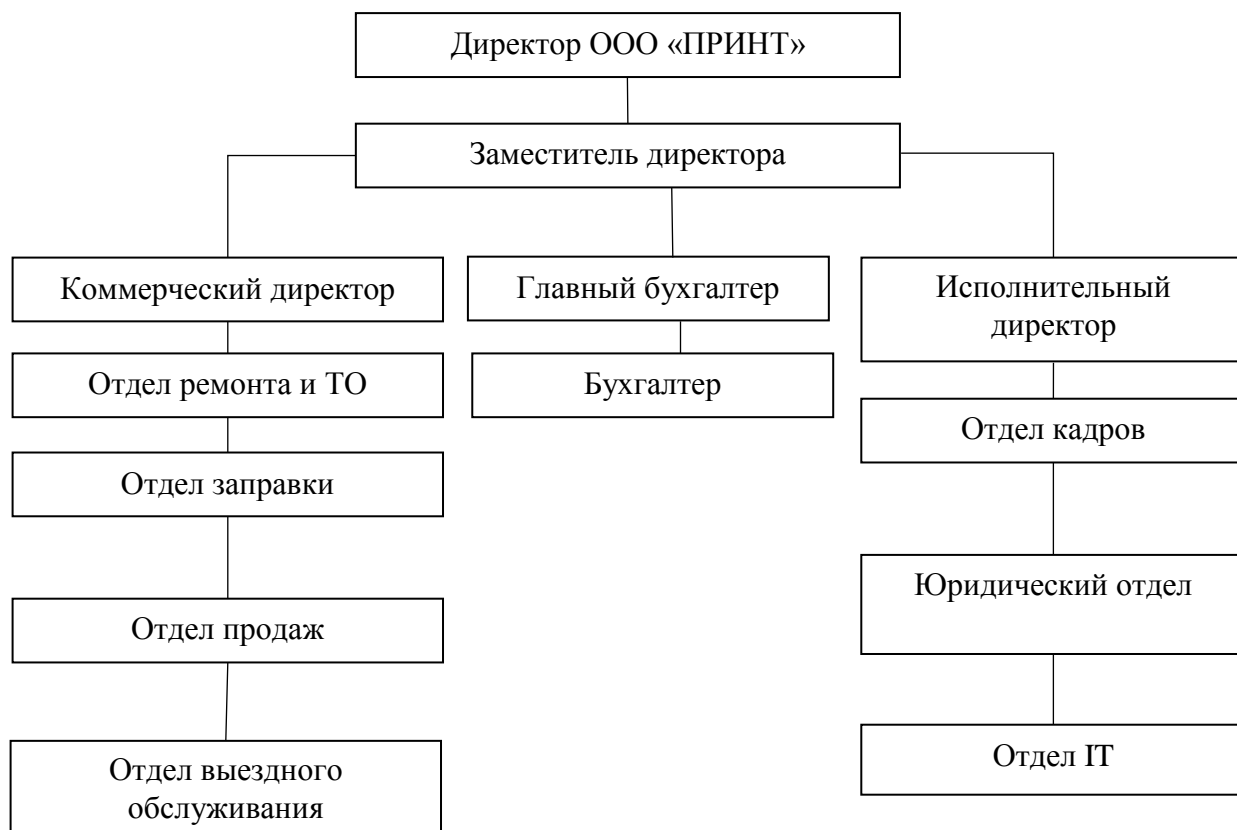 Директор ООО «ПРИНТ»
Заместитель директора
Коммерческий директор
Главный бухгалтер
Исполнительный
директор
Отдел ремонта и ТО
Бухгалтер
Отдел кадров
Отдел заправки
Юридический отдел
Отдел продаж
Отдел IT
Отдел выездного
обслуживания